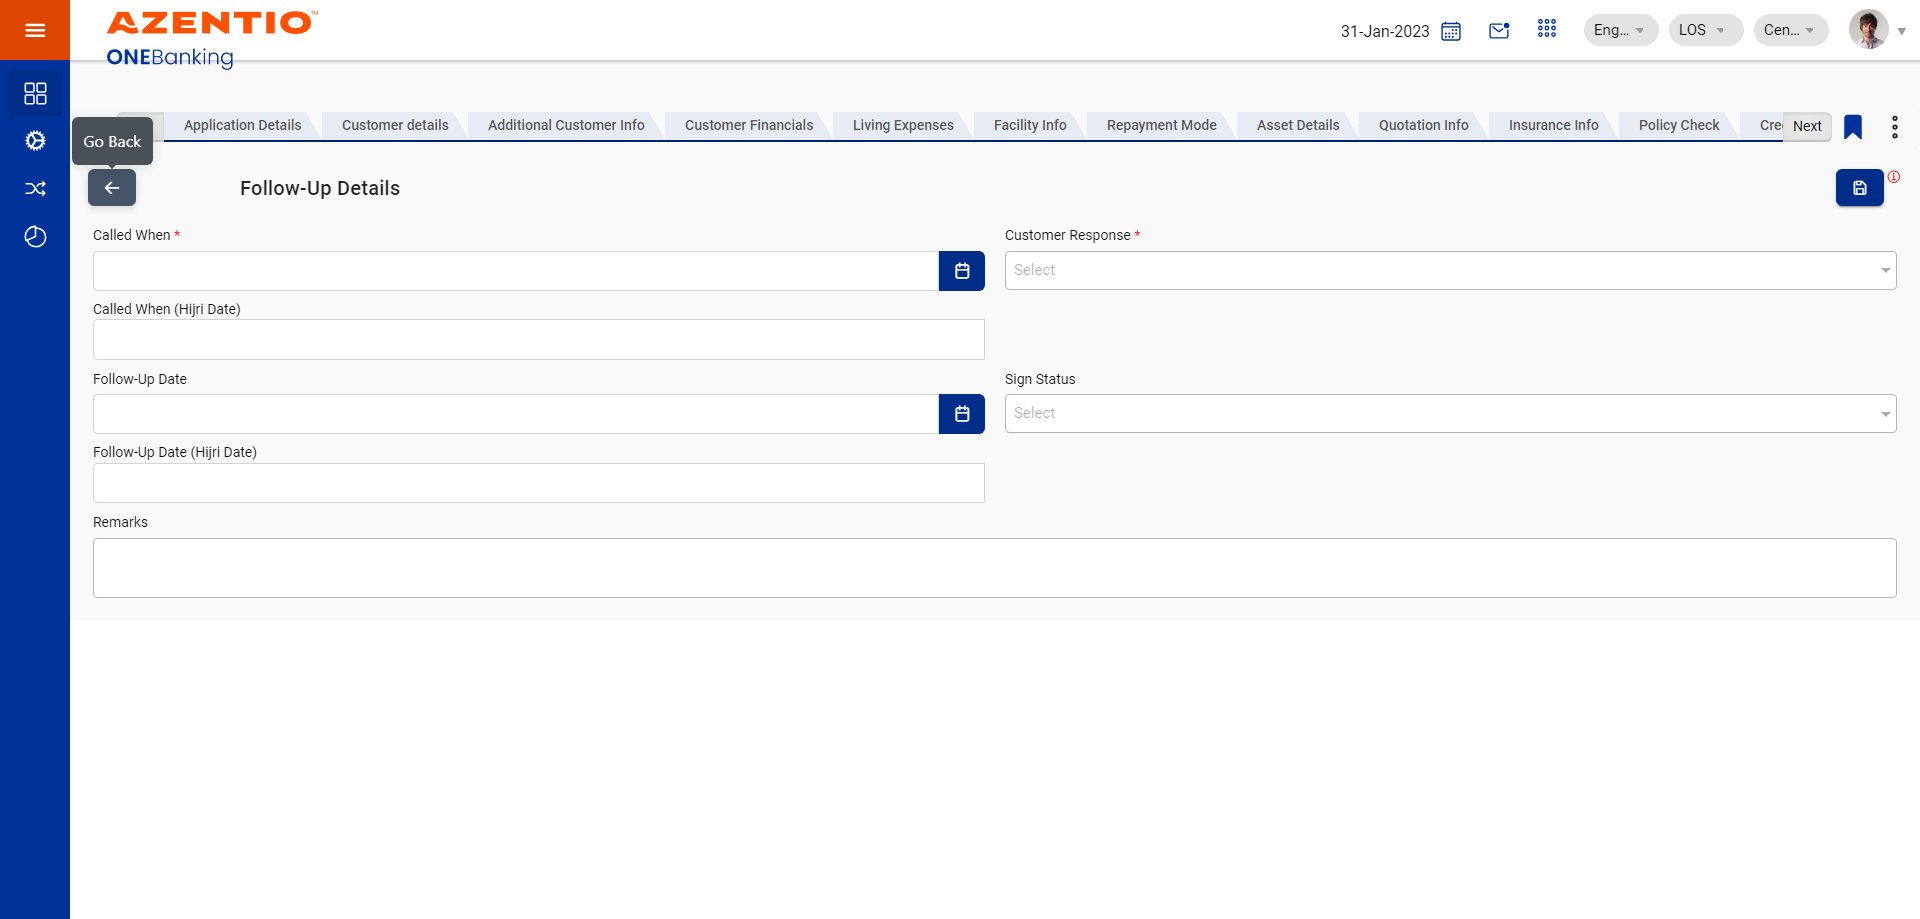 AZENTIO™
ONEBanking
31-Jan-2023
Eng...
LOS
Cen...
Application Details
Customer details
Additional Customer Info
Customer Financials
Living Expenses
Facility Info
Repayment Mode
Asset Details
Quotation Info
Insurance Info
Policy Check
Cre
Next
Go Back
Follow-Up Details
Called When *
Customer Response *
Select
Called When (Hijri Date)
Follow-Up Date
Sign Status
Select
Follow-Up Date (Hijri Date)
Remarks